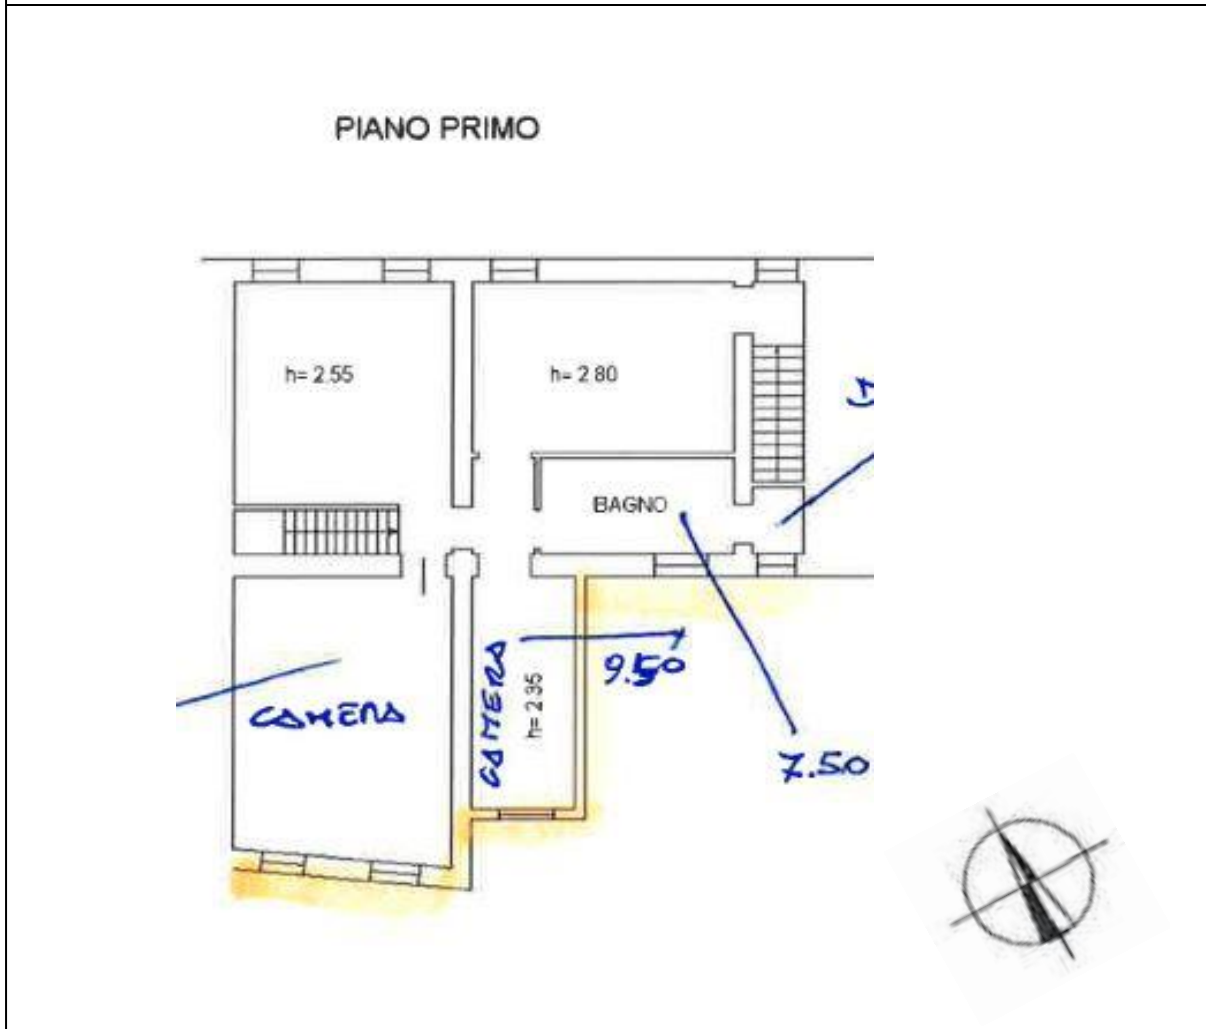 PIANO PRIMO
h= 2.55
h= 2.80
BAGNO
CAMERA
CAMERA
h= 2.35
9.50
7.50